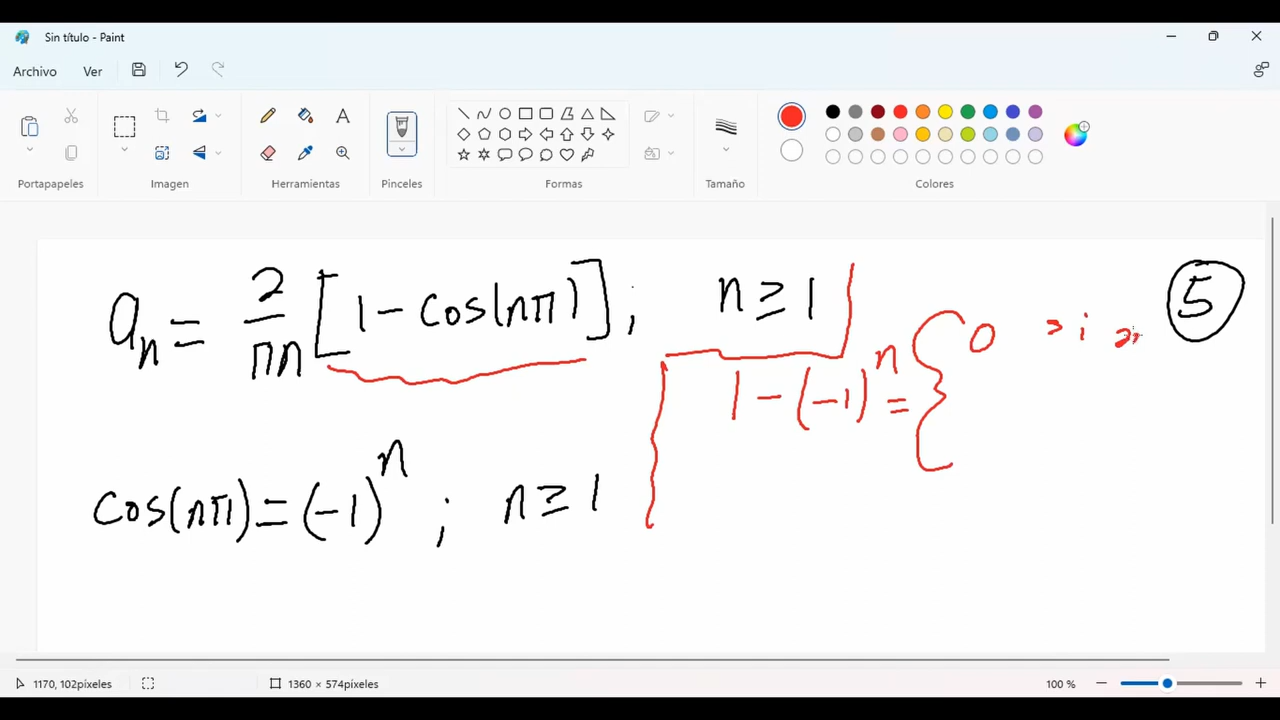 Sin título - Paint
Archivo Ver
Portapapeles Imagen Herramientas Pinceles Formas Tamaño Colores
aₙ = 2/πn [1 - cos(nπ)]; n ≥ 1
5
1 - (-1)ⁿ = { 0 si
cos(nπ) = (-1)ⁿ ; n ≥ 1
1170, 102píxeles 1360 × 574píxeles 100 %